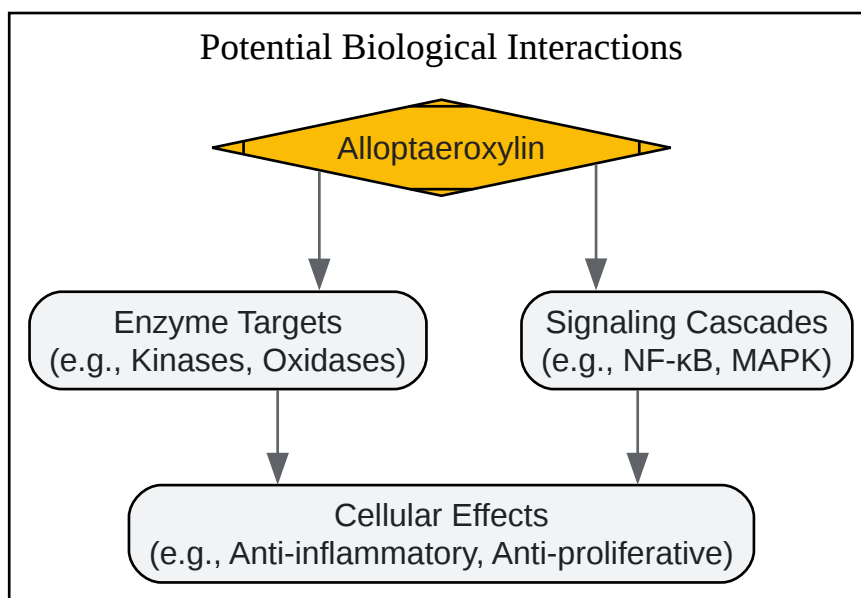 Potential Biological Interactions
Alloptaeroxylin
Enzyme Targets
(e.g., Kinases, Oxidases)
Signaling Cascades
(e.g., NF-κB, MAPK)
Cellular Effects
(e.g., Anti-inflammatory, Anti-proliferative)